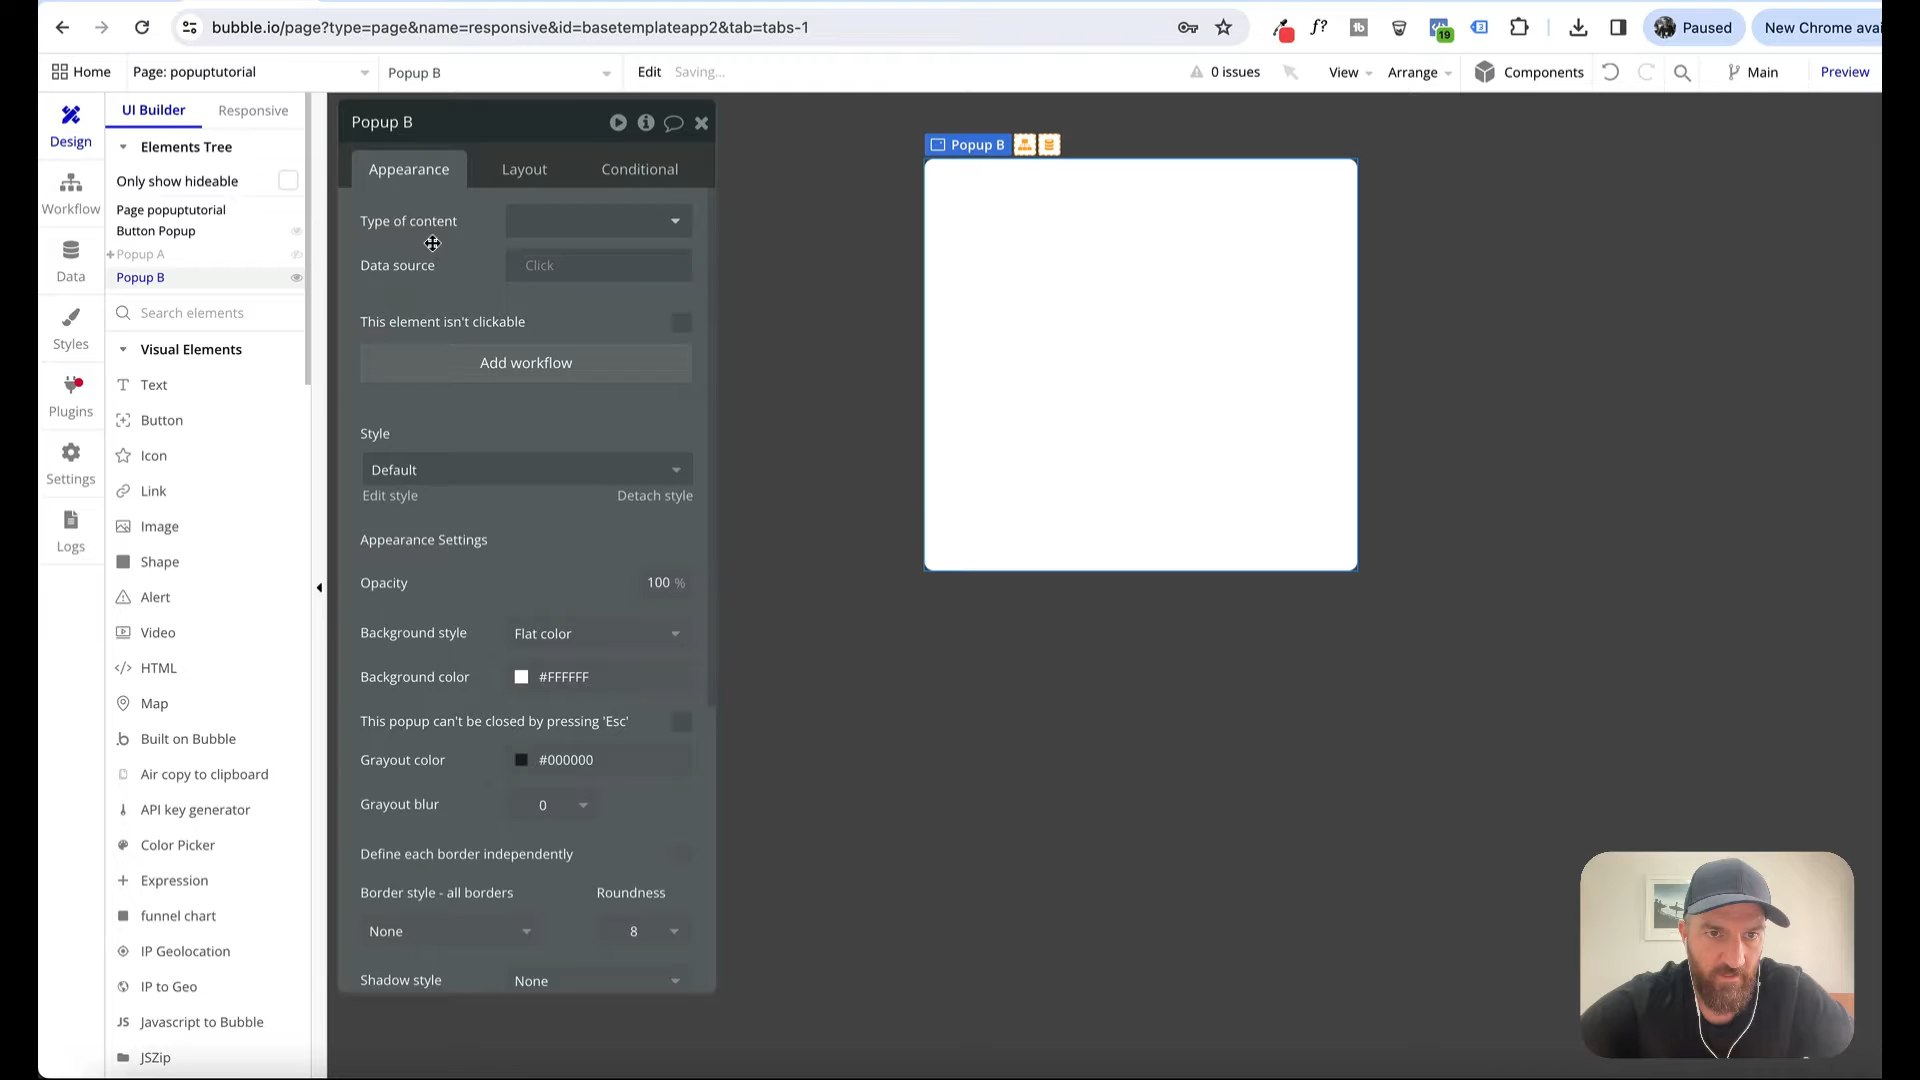 bubble.io/page?type=page&name=responsive&id=basetemplateapp2&tab=tabs-1
f?
19
Paused
New Chrome avai
Home
Page: popuptutorial
Popup B
Edit
Saving...
0 issues
View
Arrange
Components
Main
Preview
Design
Workflow
Data
Styles
Plugins
Settings
Logs
UI Builder
Responsive
Elements Tree
Only show hideable
Page popuptutorial
Button Popup
+Popup A
Popup B
Search elements
Visual Elements
Text
Button
Icon
Link
Image
Shape
Alert
Video
HTML
Map
Built on Bubble
Air copy to clipboard
API key generator
Color Picker
Expression
funnel chart
IP Geolocation
IP to Geo
JS Javascript to Bubble
JSZip
Popup B
Appearance
Layout
Conditional
Type of content
Data source
Click
This element isn't clickable
Add workflow
Style
Default
Edit style
Detach style
Appearance Settings
Opacity
100 %
Background style
Flat color
Background color
#FFFFFF
This popup can't be closed by pressing 'Esc'
Grayout color
#000000
Grayout blur
0
Define each border independently
Border style - all borders
Roundness
None
8
Shadow style
None
Popup B